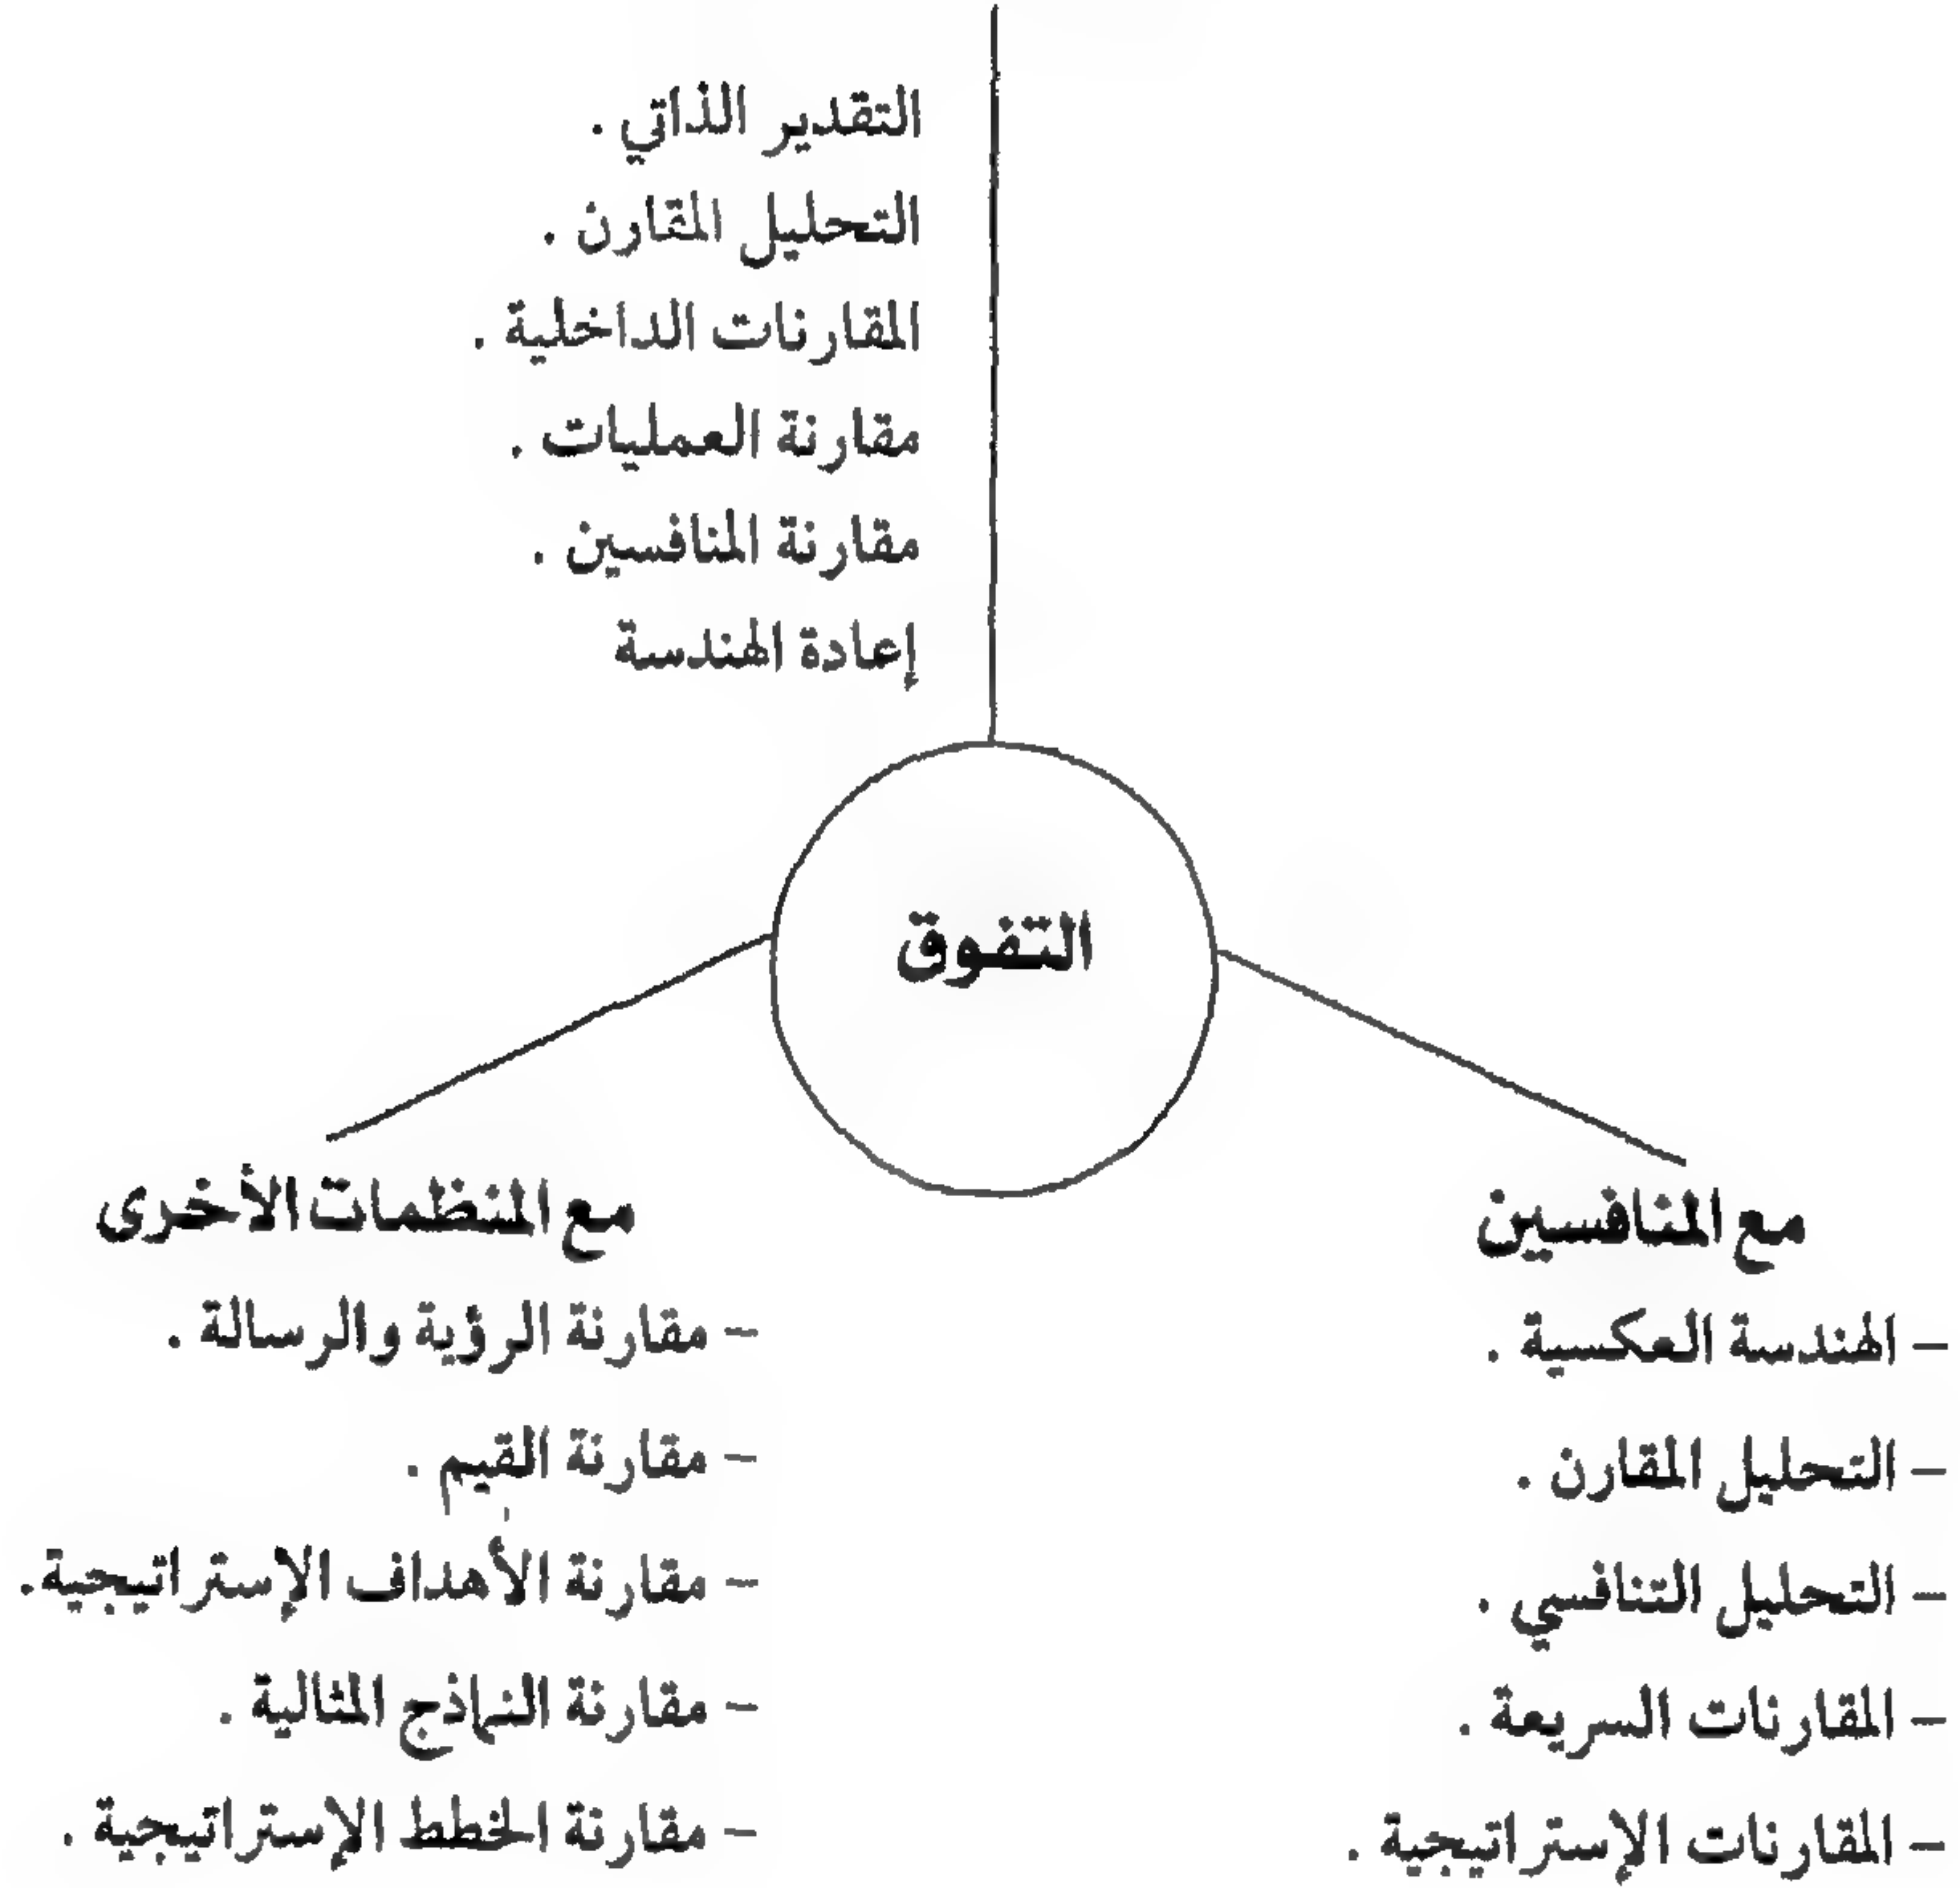 التقدير الذاتي .
التحليل المقارن .
المقارنات الداخلية .
مقارنة العمليات .
مقارنة المنافسين .
إعادة الهندسة
التفوق
مع المنافسين
– الهندسة العكسية .
– التحليل المقارن .
– التحليل التنافسي .
– المقارنات السريعة .
– المقارنات الإستراتيجية .
مع المنظمات الأخرى
– مقارنة الرؤية والرسالة .
– مقارنة القيم .
– مقارنة الأهداف الإستراتيجية.
– مقارنة النماذج المثالية .
– مقارنة الخطط الإستراتيجية .